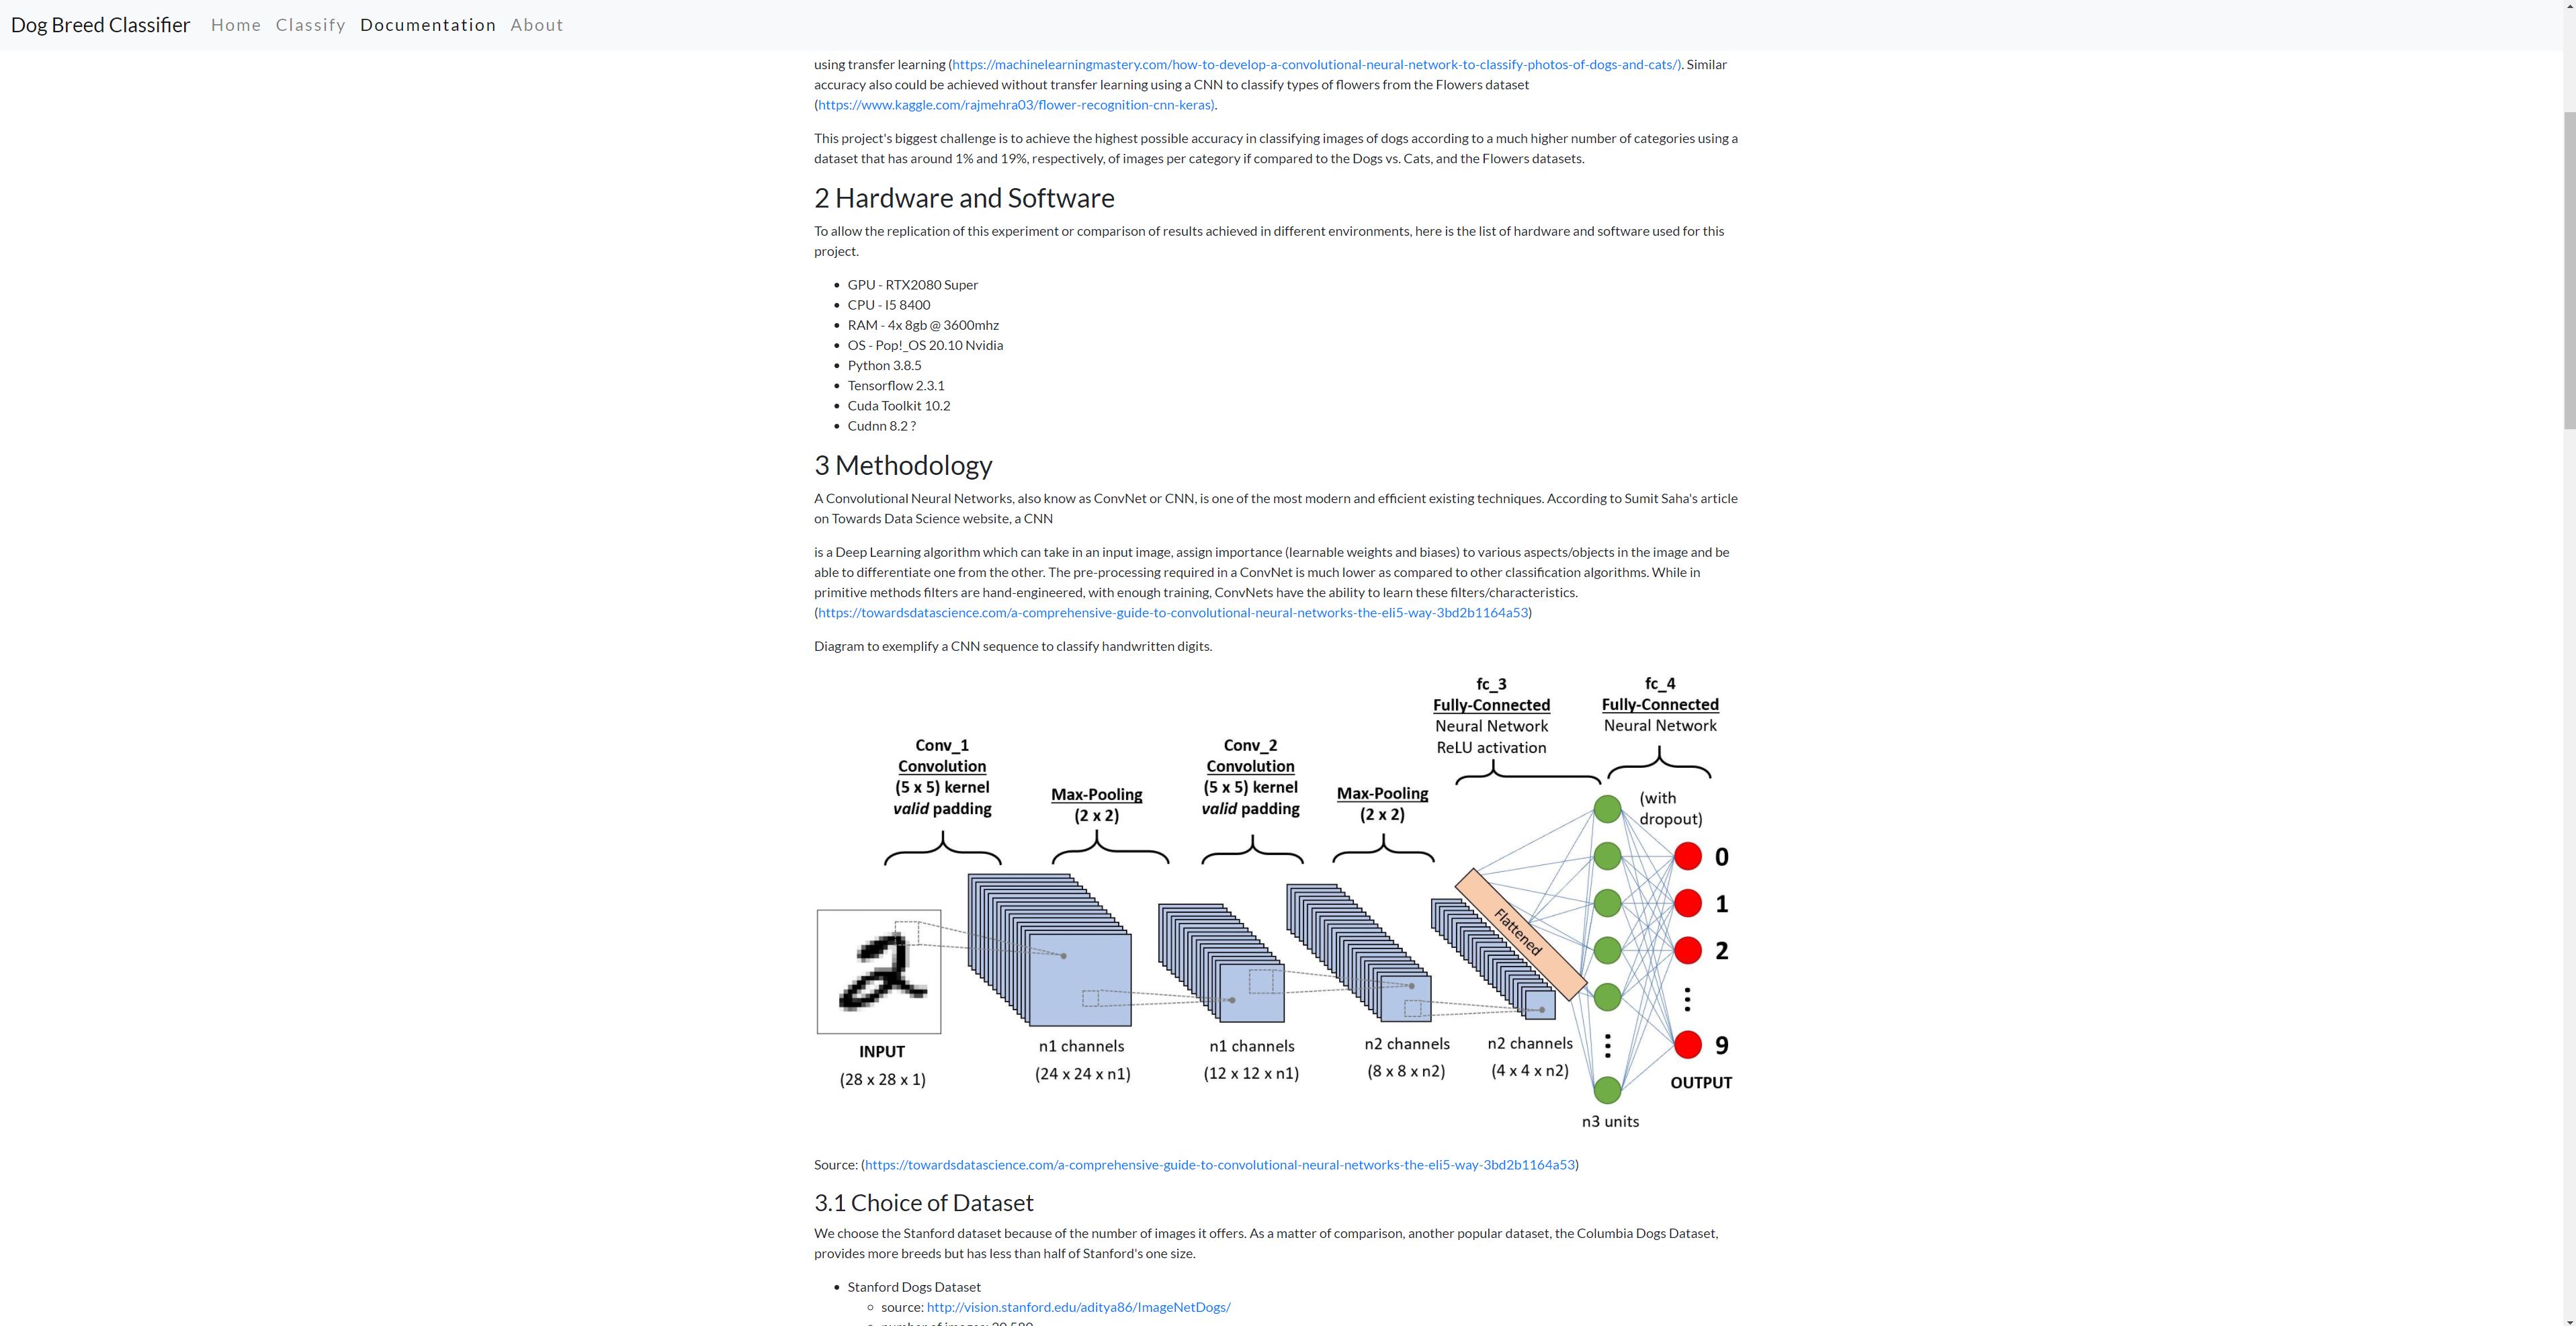 Dog Breed Classifier Home Classify Documentation About
using transfer learning (https://machinelearningmastery.com/how-to-develop-a-convolutional-neural-network-to-classify-photos-of-dogs-and-cats/). Similar
accuracy also could be achieved without transfer learning using a CNN to classify types of flowers from the Flowers dataset
(https://www.kaggle.com/rajmehra03/flower-recognition-cnn-keras).
This project's biggest challenge is to achieve the highest possible accuracy in classifying images of dogs according to a much higher number of categories using a
dataset that has around 1% and 19%, respectively, of images per category if compared to the Dogs vs. Cats, and the Flowers datasets.
2 Hardware and Software
To allow the replication of this experiment or comparison of results achieved in different environments, here is the list of hardware and software used for this
project.
• GPU - RTX2080 Super
• CPU - I5 8400
• RAM - 4x 8gb @ 3600mhz
• OS - Pop!_OS 20.10 Nvidia
• Python 3.8.5
• Tensorflow 2.3.1
• Cuda Toolkit 10.2
• Cudnn 8.2 ?
3 Methodology
A Convolutional Neural Networks, also know as ConvNet or CNN, is one of the most modern and efficient existing techniques. According to Sumit Saha's article
on Towards Data Science website, a CNN
is a Deep Learning algorithm which can take in an input image, assign importance (learnable weights and biases) to various aspects/objects in the image and be
able to differentiate one from the other. The pre-processing required in a ConvNet is much lower as compared to other classification algorithms. While in
primitive methods filters are hand-engineered, with enough training, ConvNets have the ability to learn these filters/characteristics.
(https://towardsdatascience.com/a-comprehensive-guide-to-convolutional-neural-networks-the-eli5-way-3bd2b1164a53)
Diagram to exemplify a CNN sequence to classify handwritten digits.
Conv_1
Convolution
(5 x 5) kernel
valid padding
Max-Pooling
(2 x 2)
Conv_2
Convolution
(5 x 5) kernel
valid padding
Max-Pooling
(2 x 2)
fc_3
Fully-Connected
Neural Network
ReLU activation
fc_4
Fully-Connected
Neural Network
(with
dropout)
2
Flattened
0
1
2
9
INPUT
(28 x 28 x 1)
n1 channels
(24 x 24 x n1)
n1 channels
(12 x 12 x n1)
n2 channels
(8 x 8 x n2)
n2 channels
(4 x 4 x n2)
OUTPUT
n3 units
Source: (https://towardsdatascience.com/a-comprehensive-guide-to-convolutional-neural-networks-the-eli5-way-3bd2b1164a53)
3.1 Choice of Dataset
We choose the Stanford dataset because of the number of images it offers. As a matter of comparison, another popular dataset, the Columbia Dogs Dataset,
provides more breeds but has less than half of Stanford's one size.
• Stanford Dogs Dataset
◦ source: http://vision.stanford.edu/aditya86/ImageNetDogs/